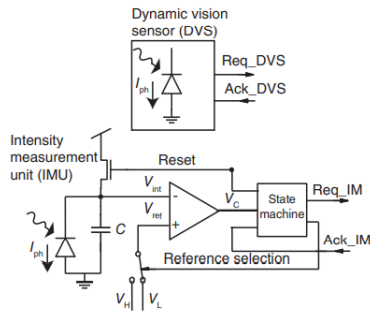 Dynamic vision
sensor (DVS)
Req_DVS
Iph
Ack_DVS
Intensity
measurement
unit (IMU)
Reset
Vint
Vref
-
+
VC
State
machine
Req_IM
C
Iph
Ack_IM
Reference selection
VH
VL